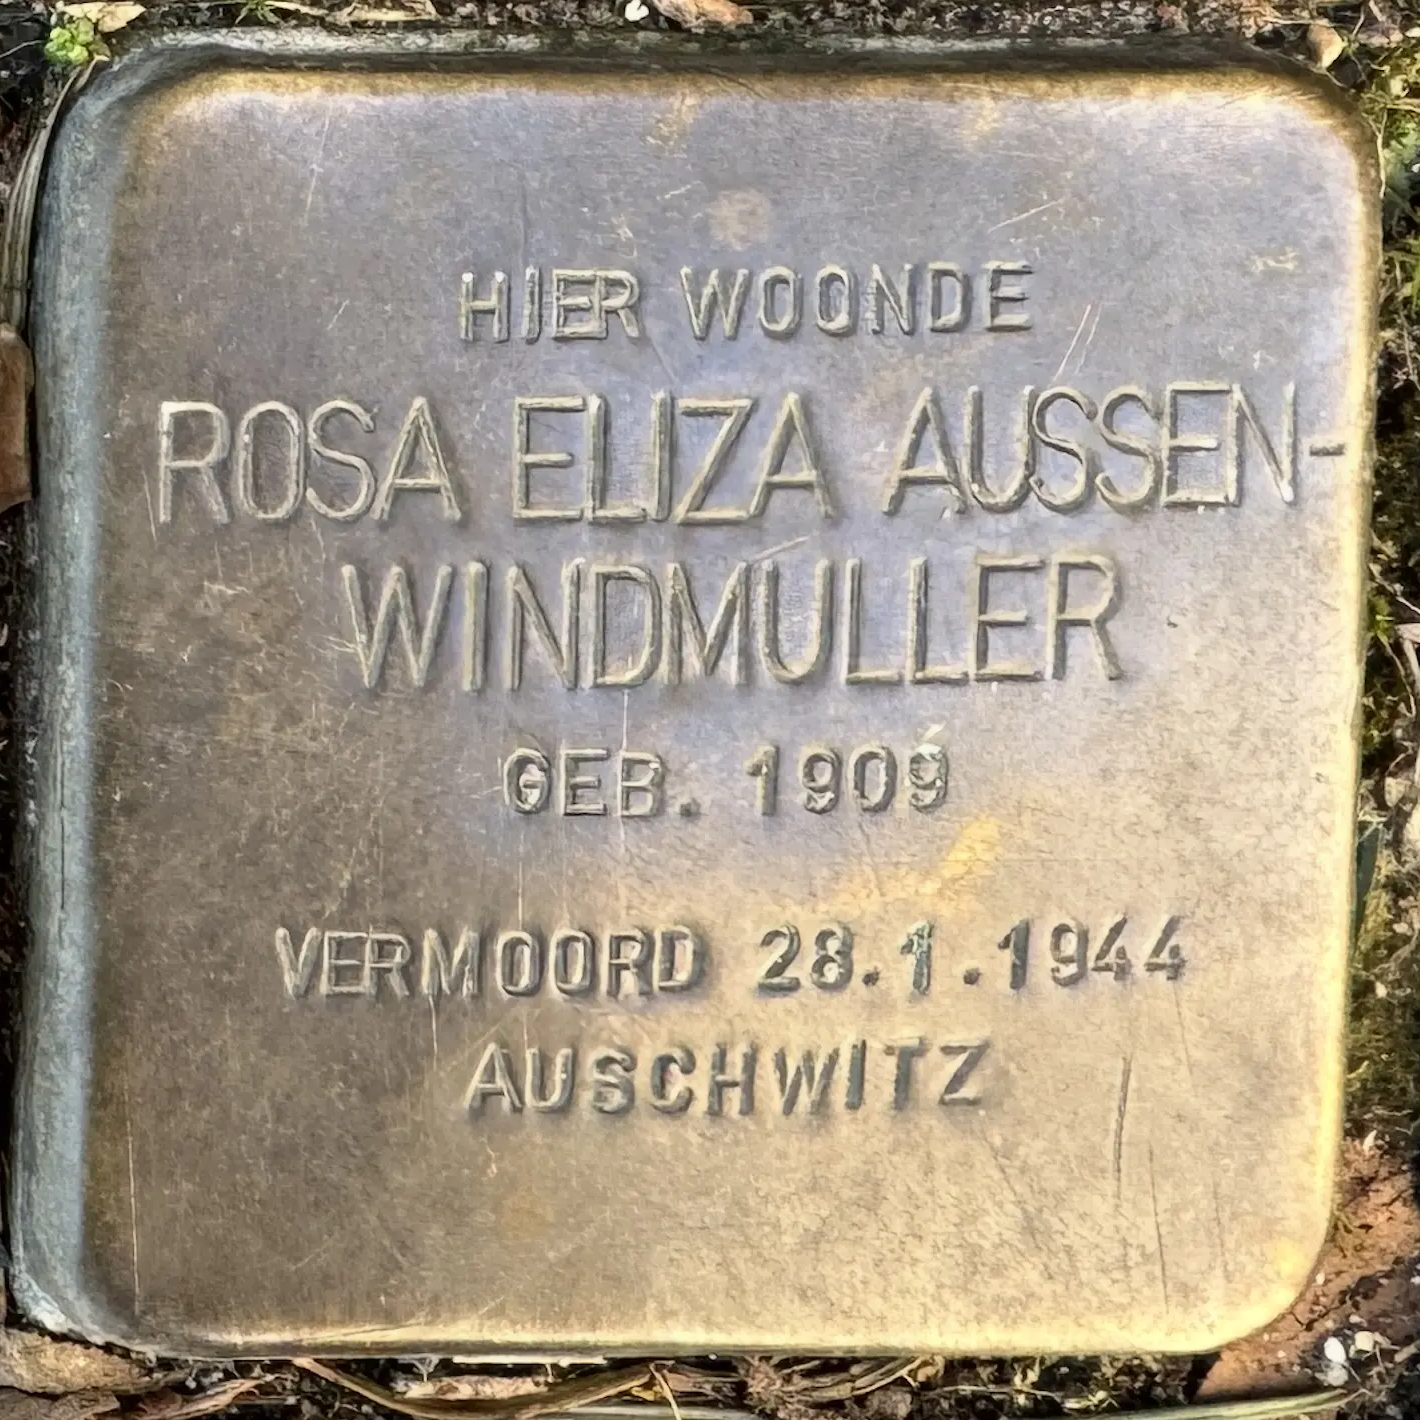 HIER WOONDE
ROSA ELIZA AUSSEN-
WINDMULLER
GEB. 1909
VERMOORD 28.1.1944
AUSCHWITZ